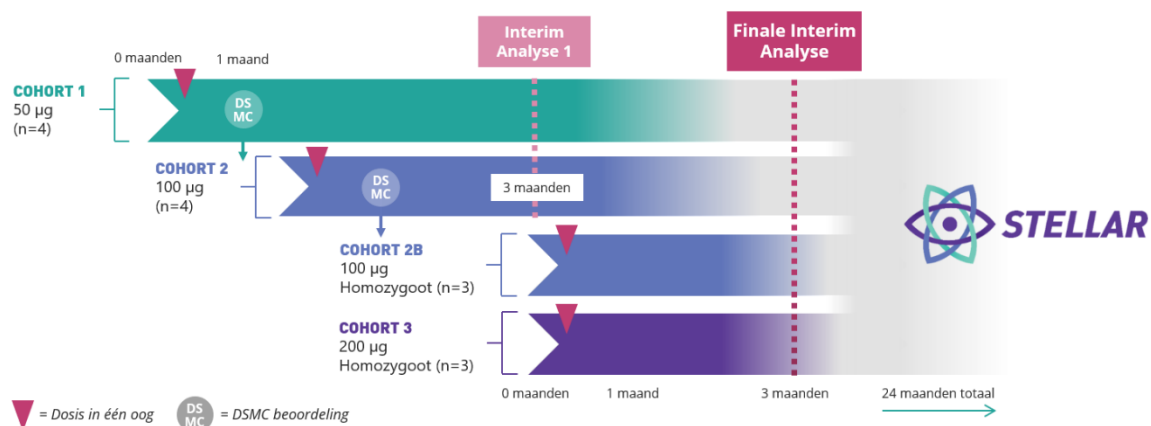 Interim
Analyse 1
Finale Interim
Analyse
0 maanden
1 maand
COHORT 1
50 µg
(n=4)
DS
MC
COHORT 2
100 µg
(n=4)
DS
MC
3 maanden
COHORT 2B
100 µg
Homozygoot (n=3)
STELLAR
COHORT 3
200 µg
Homozygoot (n=3)
0 maanden
1 maand
3 maanden
24 maanden totaal
= Dosis in één oog
DS
MC
= DSMC beoordeling